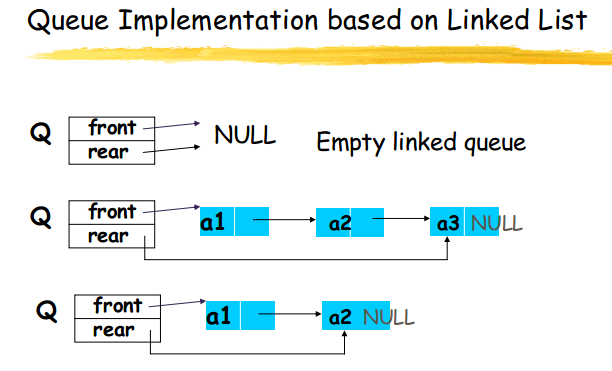 Queue Implementation based on Linked List
Q front NULL Empty linked queue
rear
Q front a1 a2 a3 NULL
rear
Q front a1 a2 NULL
rear